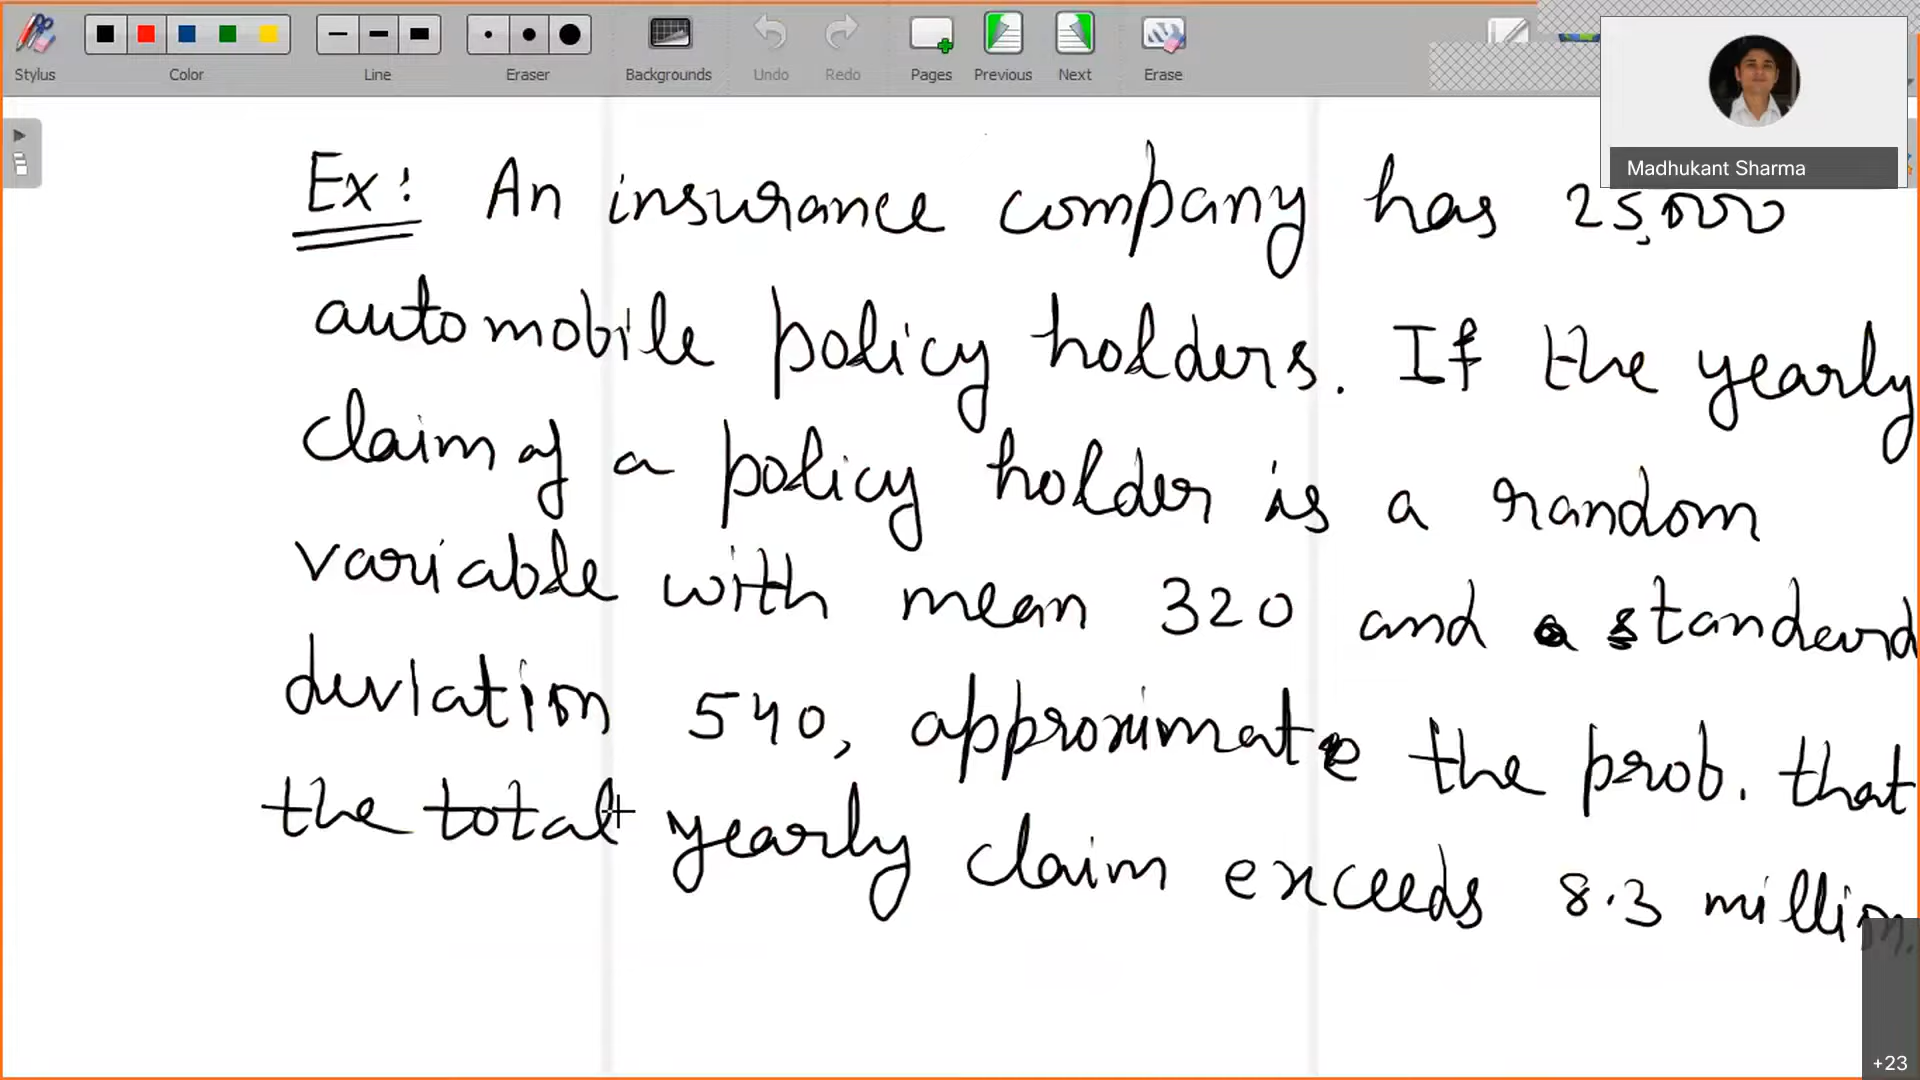 Stylus
Color
Line
Eraser
Backgrounds
Undo
Redo
Pages
Previous
Next
Erase
Madhukant Sharma
Ex: An insurance company has 25,000
automobile policy holders. If the yearly
claim of a policy holder is a random
variable with mean 320 and standard
deviation 540, approximate the prob. that
the total yearly claim exceeds 8.3 million.
+23